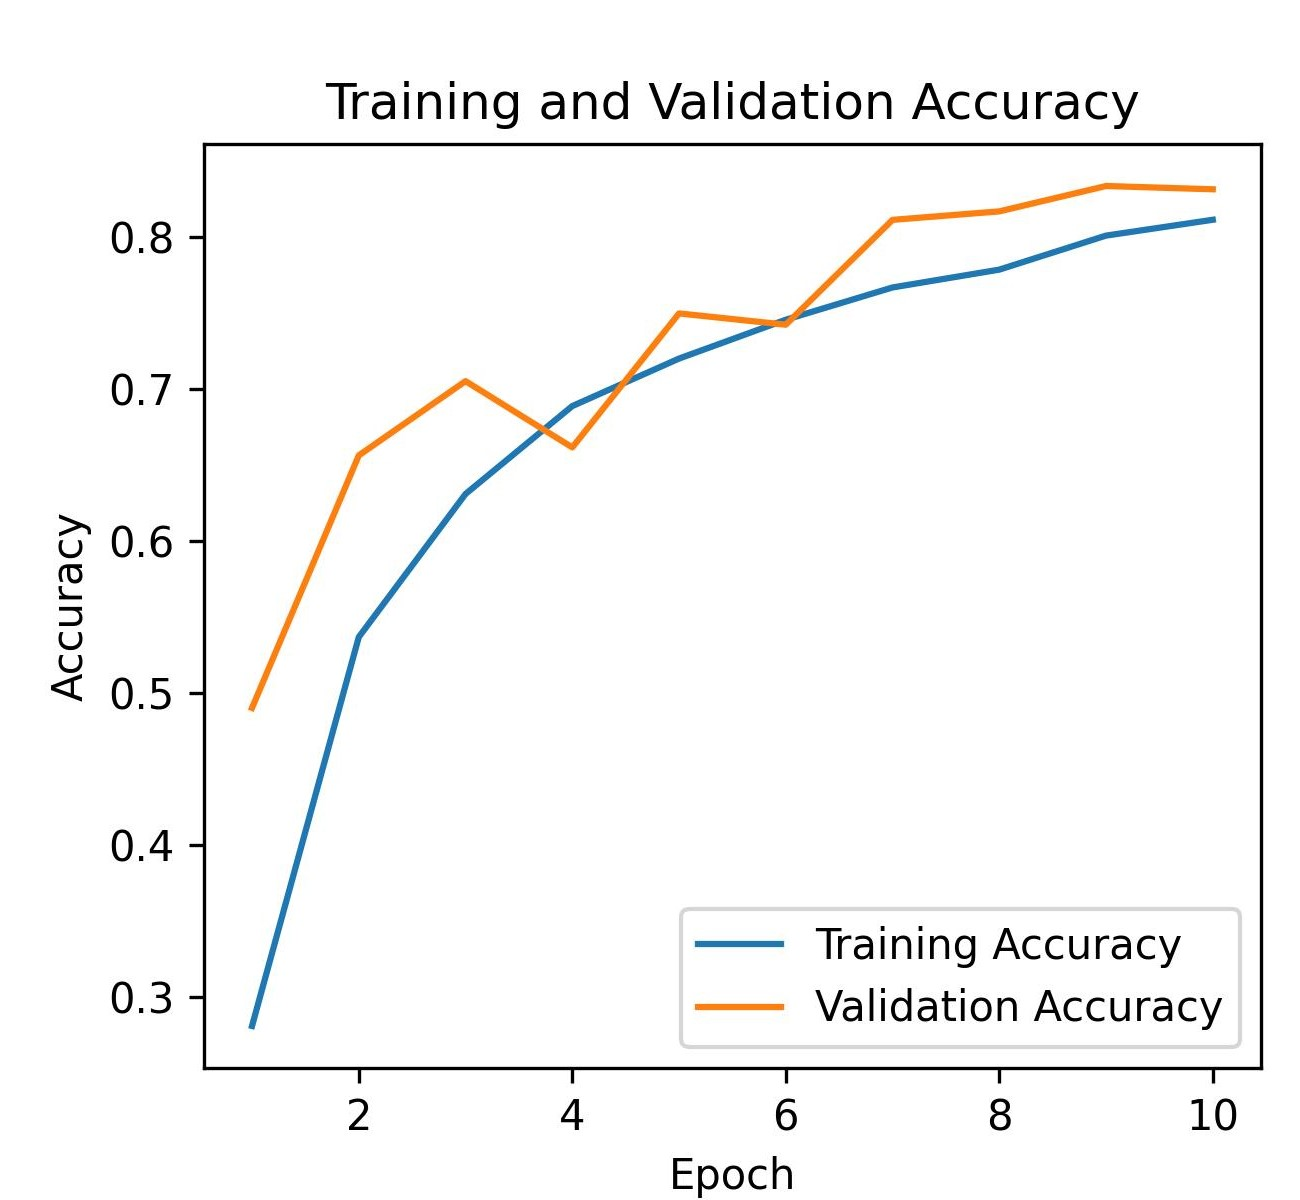 Training and Validation Accuracy
Accuracy
0.8
0.7
0.6
0.5
0.4
0.3
Training Accuracy
Validation Accuracy
2 4 6 8 10
Epoch